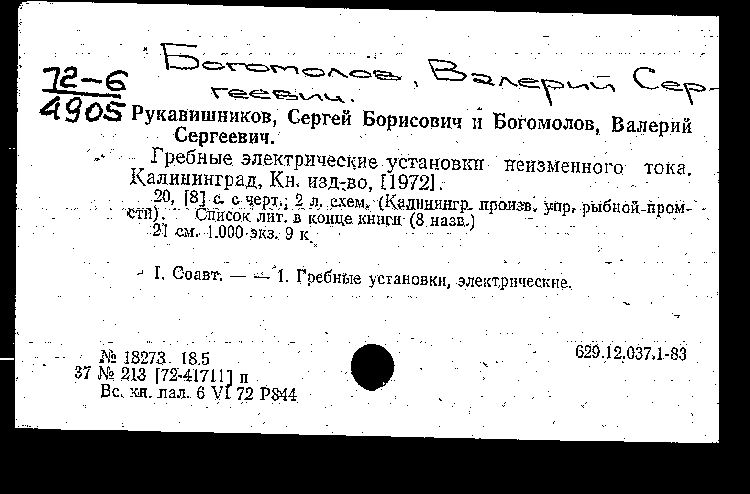 Богомолов, Валерий Сер-
геевич.
72-6
4905
Рукавишников, Сергей Борисович и Богомолов, Валерий
Сергеевич.
Гребные электрические установки неизменного тока.
Калининград, Кн. изд-во, [1972].
20, [8] с. с черт.; 2 л. схем. (Калинингр. произв. упр. рыбной пром-
сти). Список лит. в конце книги (8 назв.)
21 см. 1.000 экз. 9 к.
I. Соавт. — — 1. Гребные установки, электрические.
629.12.037.1-83
№ 18273 18.5
37 № 213 [72-41711] п
Вс. кн. пал. 6 VI 72 Р844